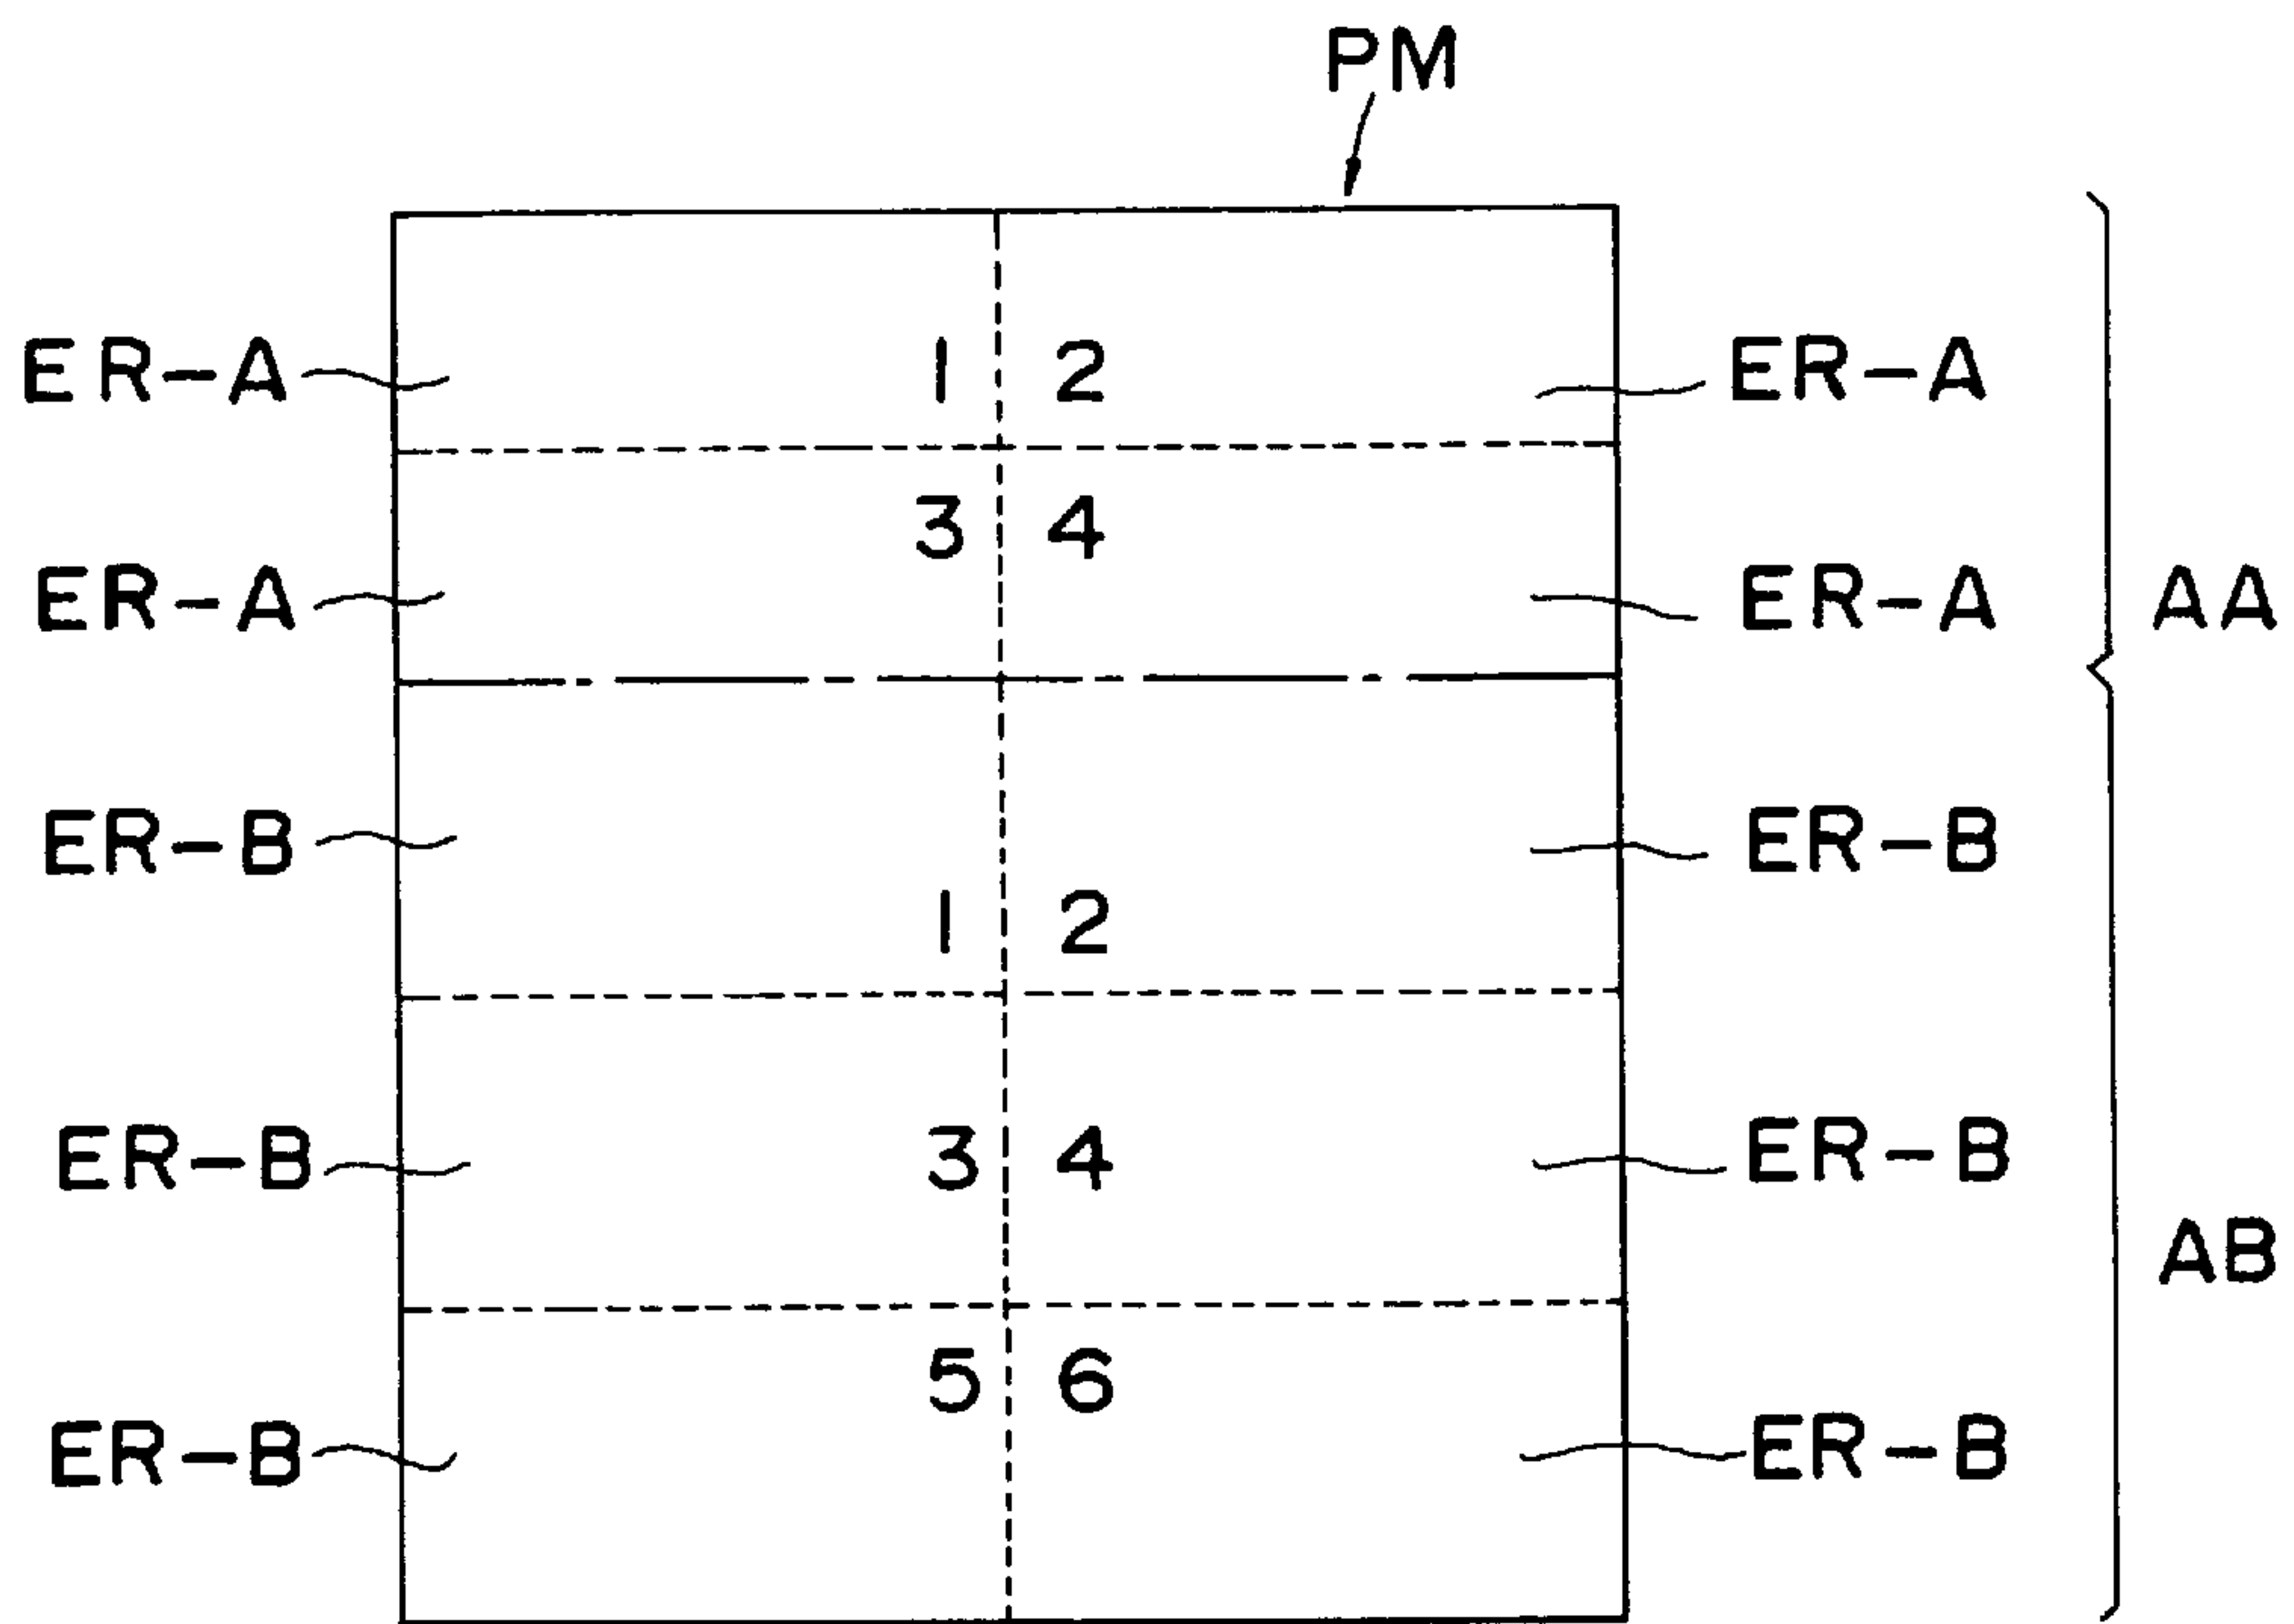 PM
ER-A 1 2 ER-A
3 4
ER-A ER-A AA
ER-B ER-B
1 2
ER-B 3 4 ER-B
AB
5 6
ER-B ER-B